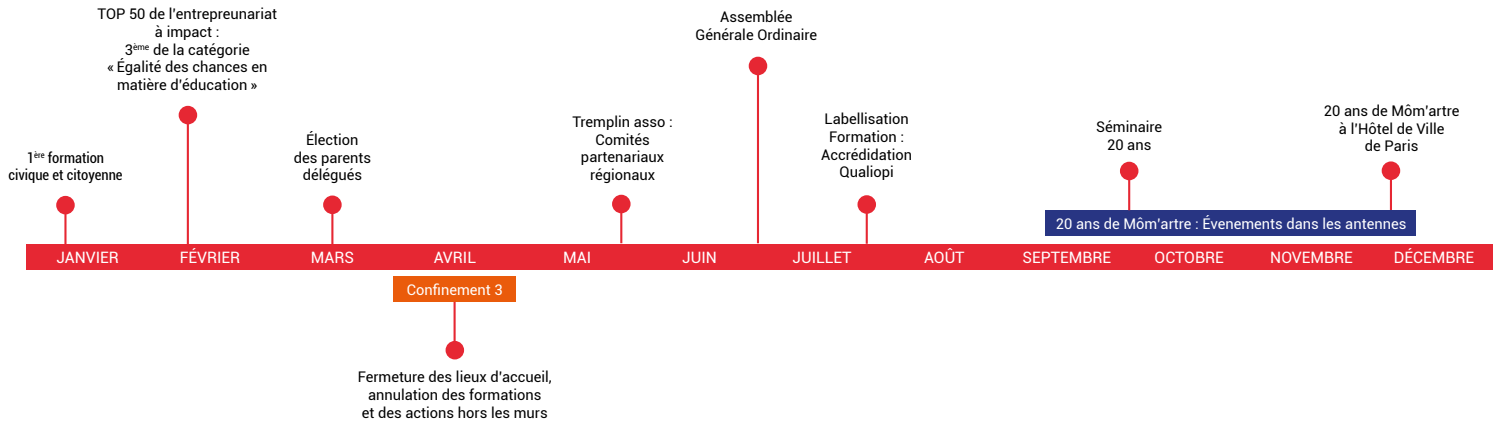 TOP 50 de l'entrepreunariat
à impact :
3ème de la catégorie
« Égalité des chances en
matière d'éducation »
Assemblée
Générale Ordinaire
1ère formation
civique et citoyenne
Élection
des parents
délégués
Tremplin asso :
Comités
partenariaux
régionaux
Labellisation
Formation :
Accrédidation
Qualiopi
Séminaire
20 ans
20 ans de Môm'artre
à l'Hôtel de Ville
de Paris
20 ans de Môm'artre : Évenements dans les antennes
JANVIER FÉVRIER MARS AVRIL MAI JUIN JUILLET AOÛT SEPTEMBRE OCTOBRE NOVEMBRE DÉCEMBRE
Confinement 3
Fermeture des lieux d'accueil,
annulation des formations
et des actions hors les murs